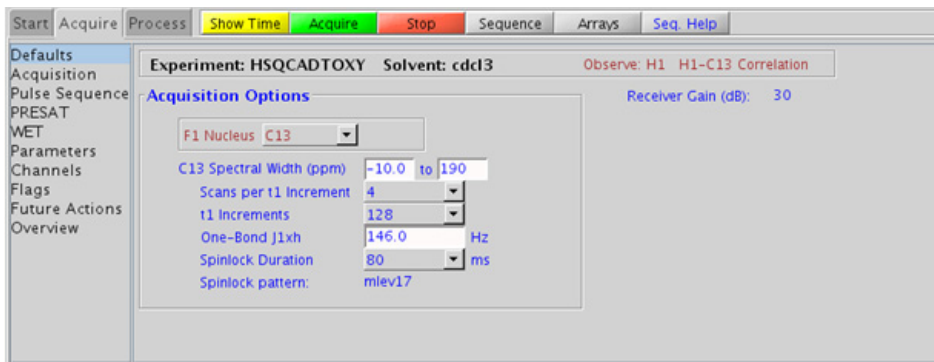 Start Acquire Process Show Time Acquire Stop Sequence Arrays Seq. Help
Defaults
Acquisition
Pulse Sequence
PRESAT
WET
Parameters
Channels
Flags
Future Actions
Overview
Experiment: HSQCADTOXY Solvent: cdcl3 Observe: H1 H1-C13 Correlation
Acquisition Options
Receiver Gain (dB): 30
F1 Nucleus C13
C13 Spectral Width (ppm) -10.0 to 190
Scans per t1 Increment 4
t1 Increments 128
One-Bond J1xh 146.0 Hz
Spinlock Duration 80 ms
Spinlock pattern: mlev17